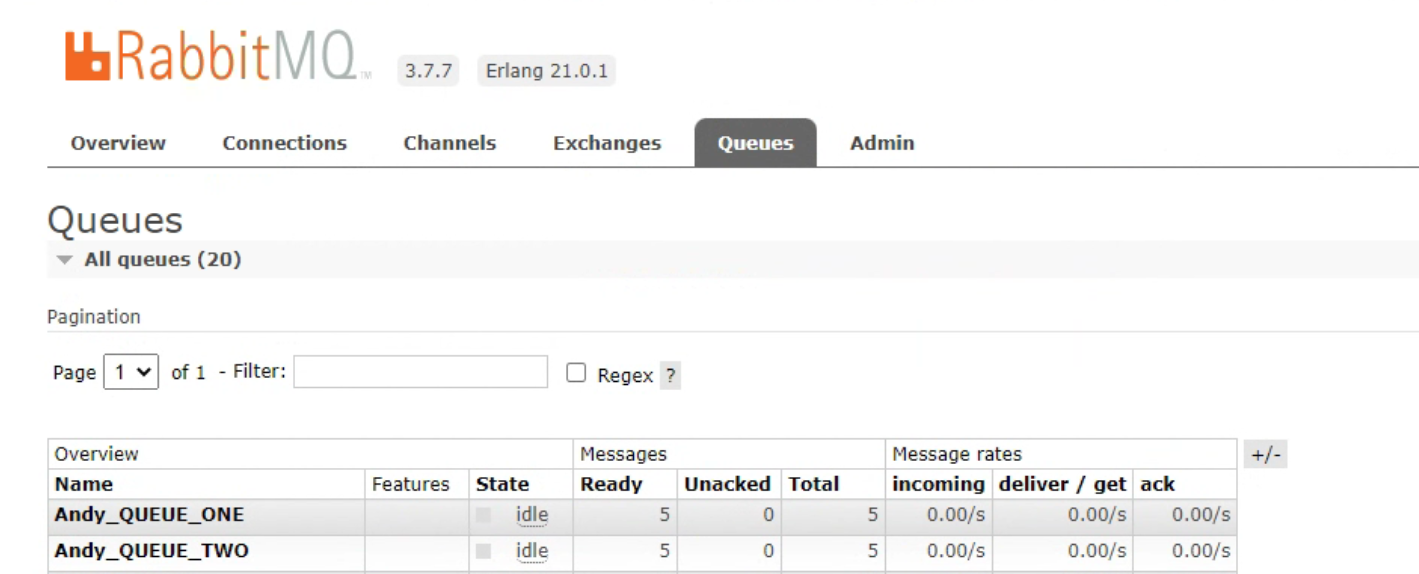 RabbitMQ TM 3.7.7 Erlang 21.0.1
Overview Connections Channels Exchanges Queues Admin
Queues
All queues (20)
Pagination
Page 1 of 1 - Filter: Regex ?
Overview Messages Message rates +/-
Name Features State Ready Unacked Total incoming deliver / get ack
Andy_QUEUE_ONE idle 5 0 5 0.00/s 0.00/s 0.00/s
Andy_QUEUE_TWO idle 5 0 5 0.00/s 0.00/s 0.00/s